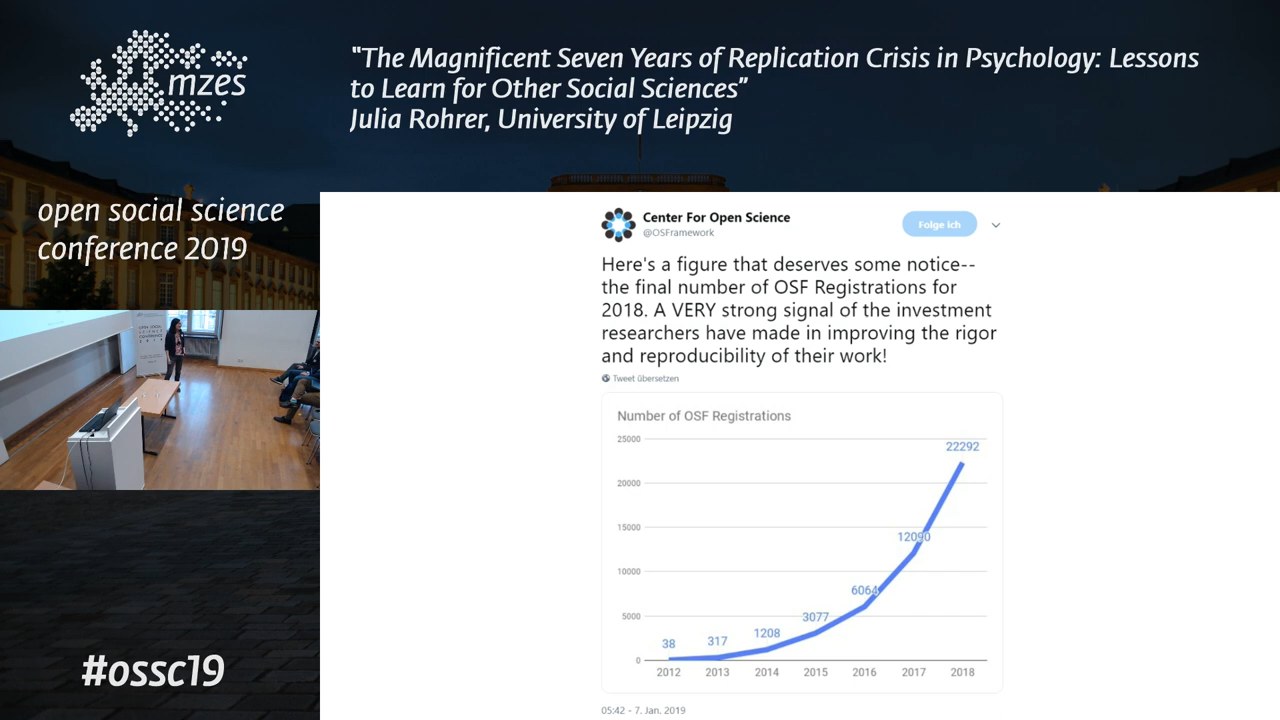 mzes
"The Magnificent Seven Years of Replication Crisis in Psychology: Lessons
to Learn for Other Social Sciences"
Julia Rohrer, University of Leipzig
open social science
conference 2019
Center For Open Science
@OSFramework
Folge ich
Here's a figure that deserves some notice--
the final number of OSF Registrations for
2018. A VERY strong signal of the investment
researchers have made in improving the rigor
and reproducibility of their work!
Tweet übersetzen
Number of OSF Registrations
25000
20000
15000
10000
5000
0
38
317
1208
3077
6064
12090
22292
2012 2013 2014 2015 2016 2017 2018
05:42 - 7. Jan. 2019
#ossc19